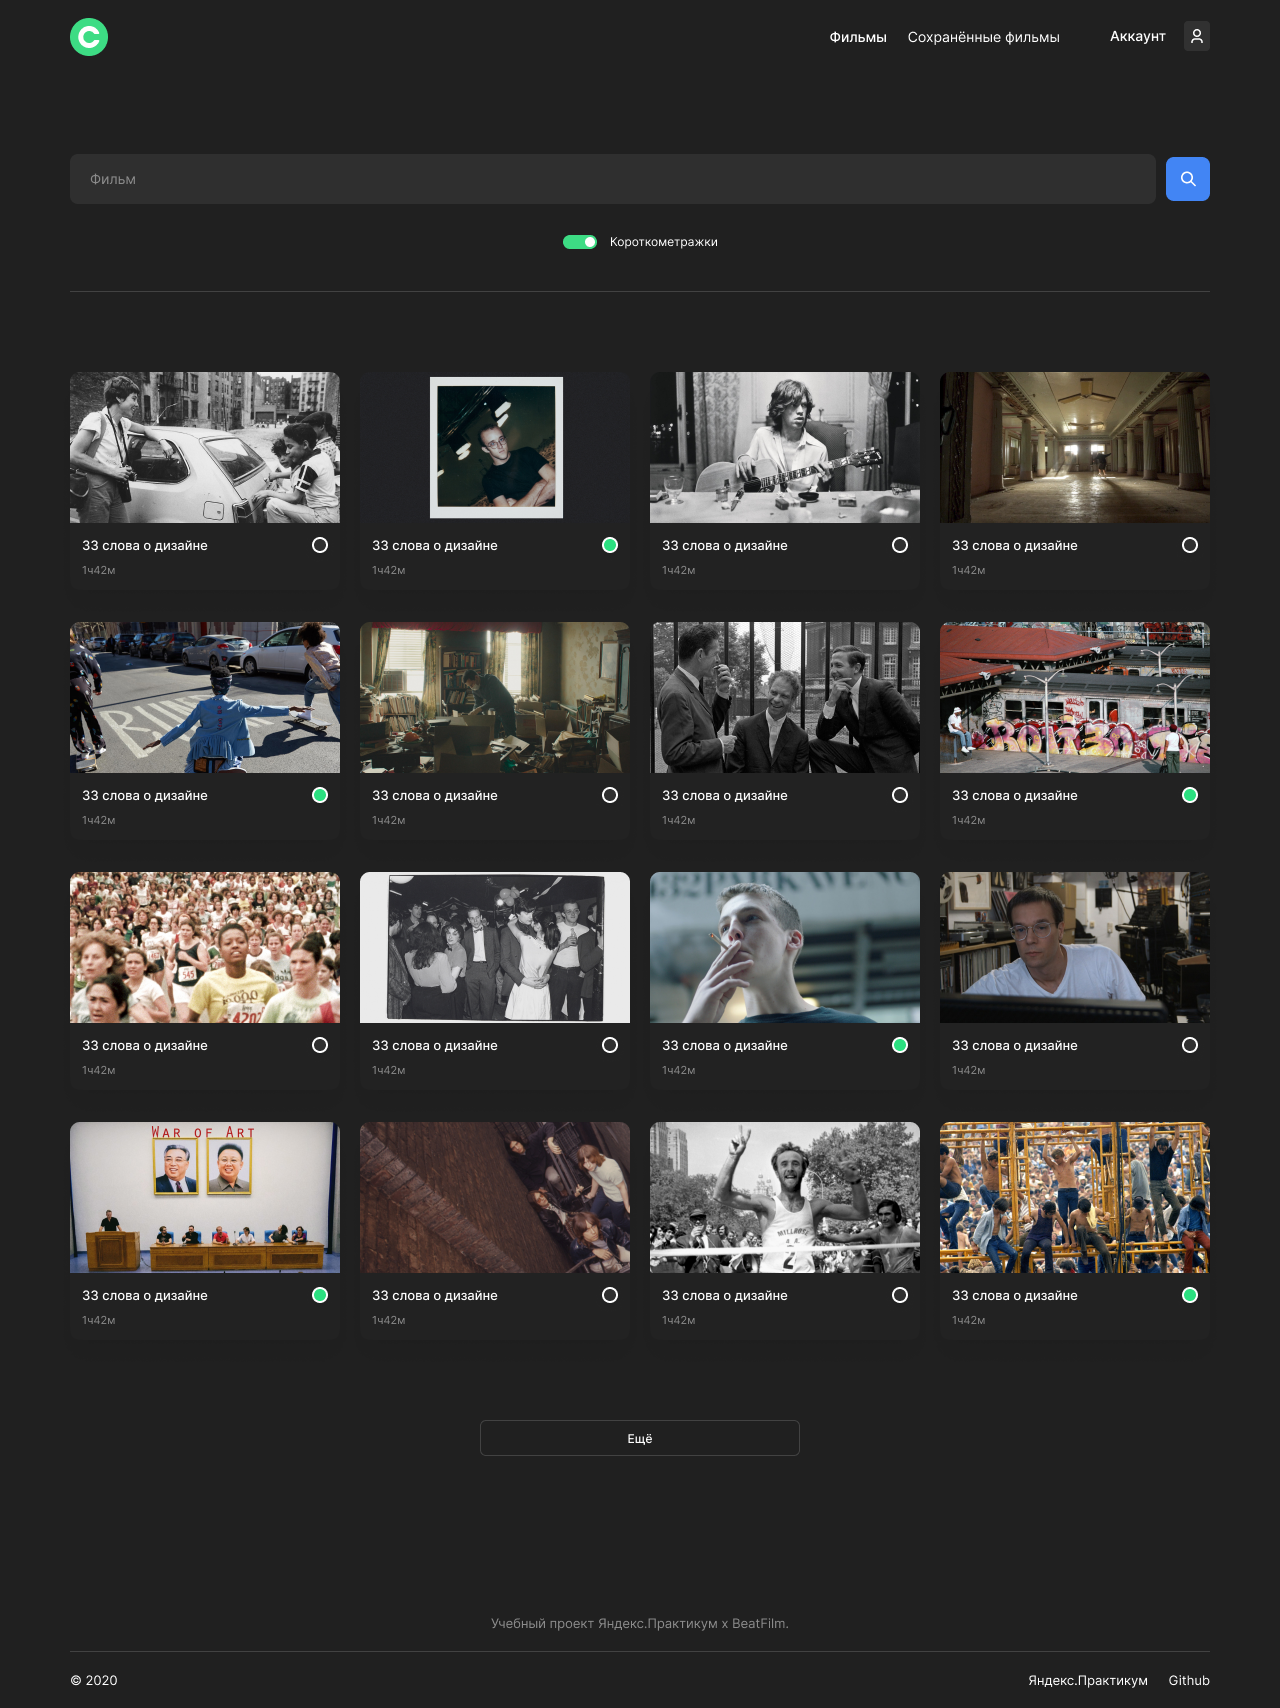 C
Фильмы Сохранённые фильмы Аккаунт
Фильм
Короткометражки
33 слова о дизайне
1ч42м
33 слова о дизайне
1ч42м
33 слова о дизайне
1ч42м
33 слова о дизайне
1ч42м
33 слова о дизайне
1ч42м
33 слова о дизайне
1ч42м
33 слова о дизайне
1ч42м
33 слова о дизайне
1ч42м
545
33 слова о дизайне
1ч42м
33 слова о дизайне
1ч42м
33 слова о дизайне
1ч42м
33 слова о дизайне
1ч42м
WAR OF ART
33 слова о дизайне
1ч42м
33 слова о дизайне
1ч42м
33 слова о дизайне
1ч42м
33 слова о дизайне
1ч42м
Ещё
Учебный проект Яндекс.Практикум х BeatFilm.
© 2020
Яндекс.Практикум Github